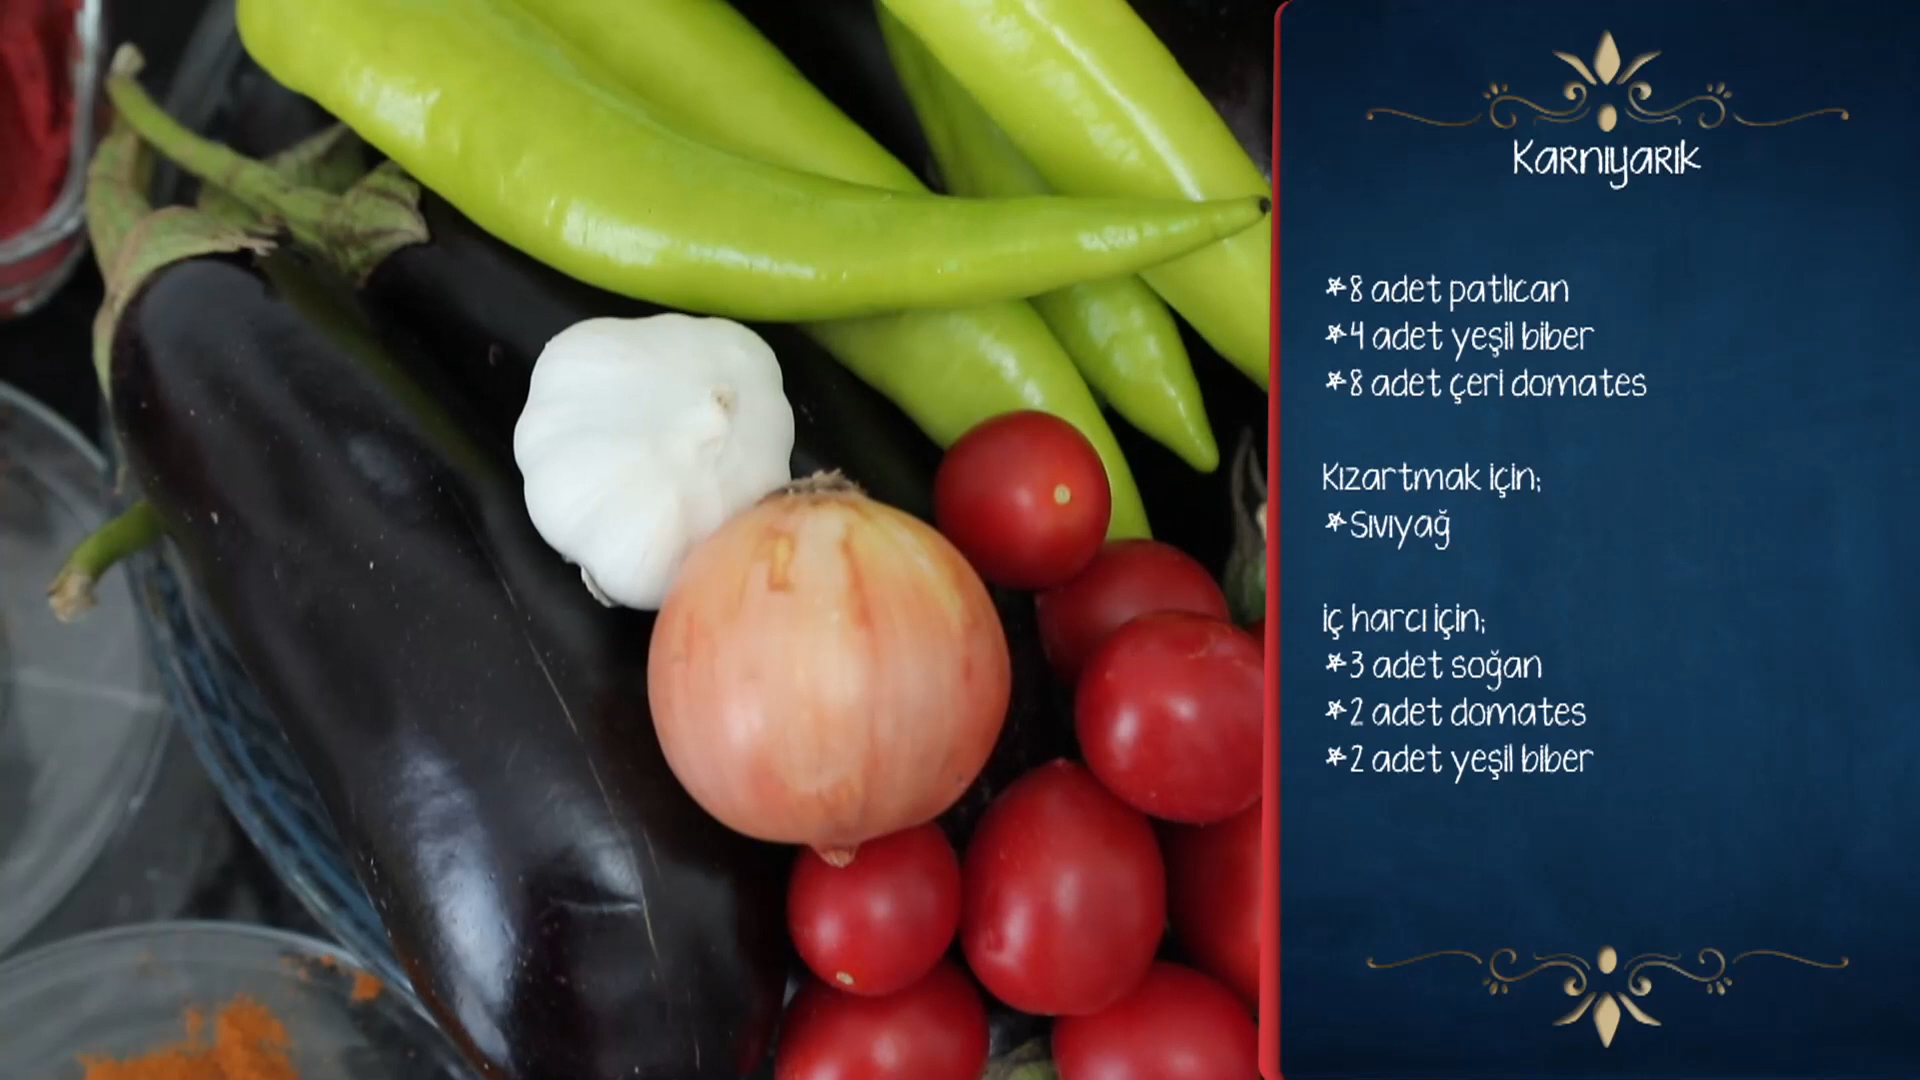 Karnıyarık
*8 adet patlıcan
*4 adet yeşil biber
*8 adet çeri domates
Kızartmak için;
*Sıvıyağ
İç harcı için;
*3 adet soğan
*2 adet domates
*2 adet yeşil biber